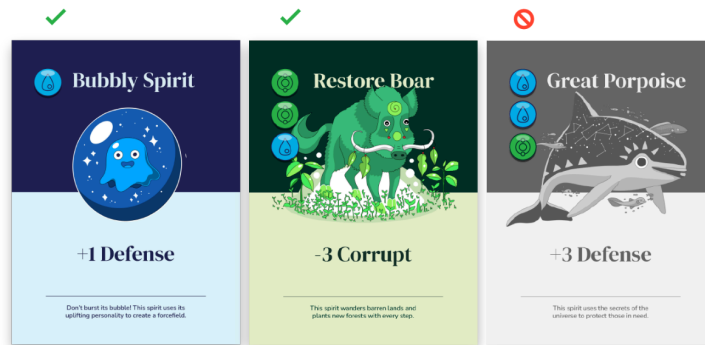 Bubbly Spirit
+1 Defense
Don't burst its bubble! This spirit uses its
uplifting personality to create a forcefield.
Restore Boar
-3 Corrupt
This spirit wanders barren lands and
plants new forests with every step.
Great Porpoise
+3 Defense
This spirit uses the secrets of the
universe to protect those in need.